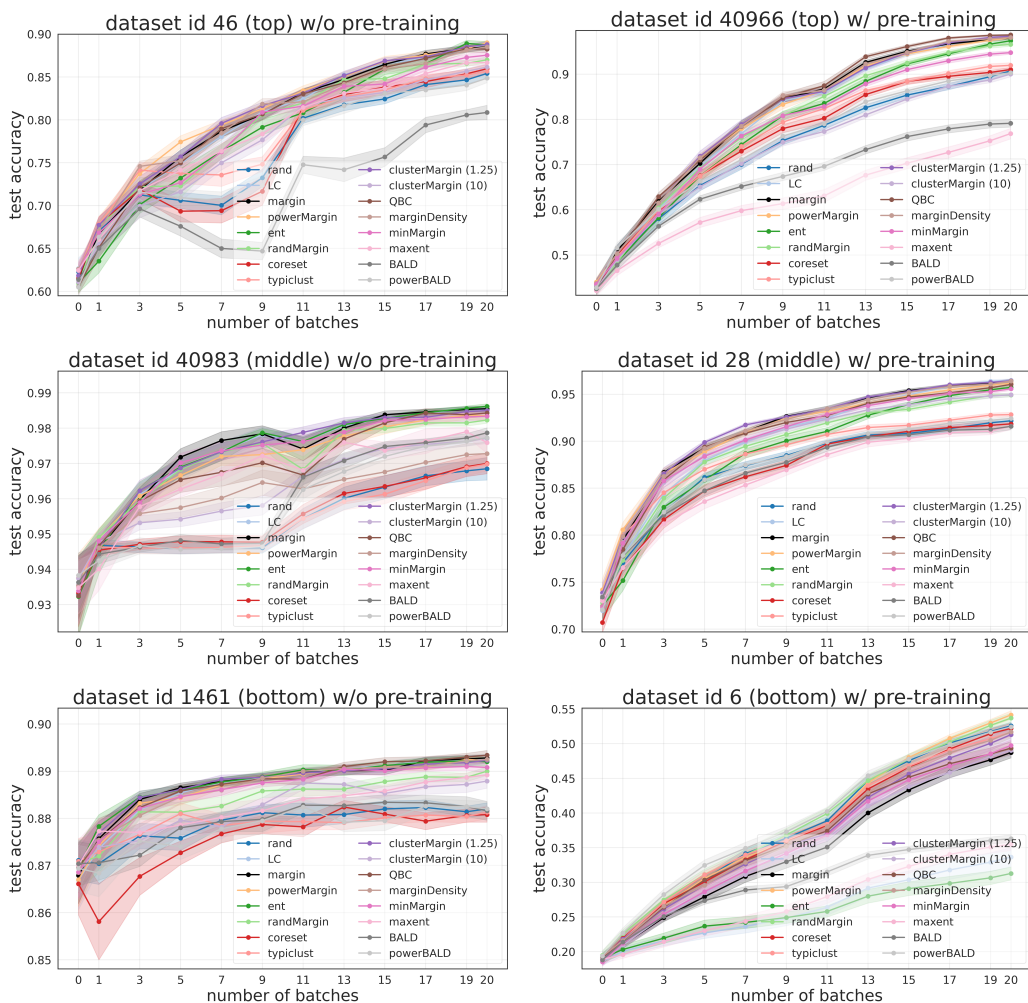 dataset id 46 (top) w/o pre-training
0.90
0.85
0.80
0.75
0.70
0.65
0.60
test accuracy
rand
LC
margin
powerMargin
ent
randMargin
coreset
typiclust
clusterMargin (1.25)
clusterMargin (10)
QBC
marginDensity
minMargin
maxent
BALD
powerBALD
0 1 3 5 7 9 11 13 15 17 19 20
number of batches
dataset id 40966 (top) w/ pre-training
0.9
0.8
0.7
0.6
0.5
test accuracy
rand
LC
margin
powerMargin
ent
randMargin
coreset
typiclust
clusterMargin (1.25)
clusterMargin (10)
QBC
marginDensity
minMargin
maxent
BALD
powerBALD
0 1 3 5 7 9 11 13 15 17 19 20
number of batches
dataset id 40983 (middle) w/o pre-training
0.99
0.98
0.97
0.96
0.95
0.94
0.93
test accuracy
rand
LC
margin
powerMargin
ent
randMargin
coreset
typiclust
clusterMargin (1.25)
clusterMargin (10)
QBC
marginDensity
minMargin
maxent
BALD
powerBALD
0 1 3 5 7 9 11 13 15 17 19 20
number of batches
dataset id 28 (middle) w/ pre-training
0.95
0.90
0.85
0.80
0.75
0.70
test accuracy
rand
LC
margin
powerMargin
ent
randMargin
coreset
typiclust
clusterMargin (1.25)
clusterMargin (10)
QBC
marginDensity
minMargin
maxent
BALD
powerBALD
0 1 3 5 7 9 11 13 15 17 19 20
number of batches
dataset id 1461 (bottom) w/o pre-training
0.90
0.89
0.88
0.87
0.86
0.85
test accuracy
rand
LC
margin
powerMargin
ent
randMargin
coreset
typiclust
clusterMargin (1.25)
clusterMargin (10)
QBC
marginDensity
minMargin
maxent
BALD
powerBALD
0 1 3 5 7 9 11 13 15 17 19 20
number of batches
dataset id 6 (bottom) w/ pre-training
0.55
0.50
0.45
0.40
0.35
0.30
0.25
0.20
test accuracy
rand
LC
margin
powerMargin
ent
randMargin
coreset
typiclust
clusterMargin (1.25)
clusterMargin (10)
QBC
marginDensity
minMargin
maxent
BALD
powerBALD
0 1 3 5 7 9 11 13 15 17 19 20
number of batches